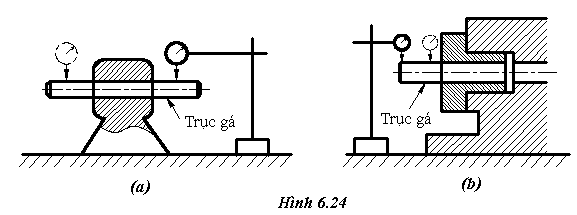 Trục gá
Trục gá
(a)
(b)
Hình 6.24